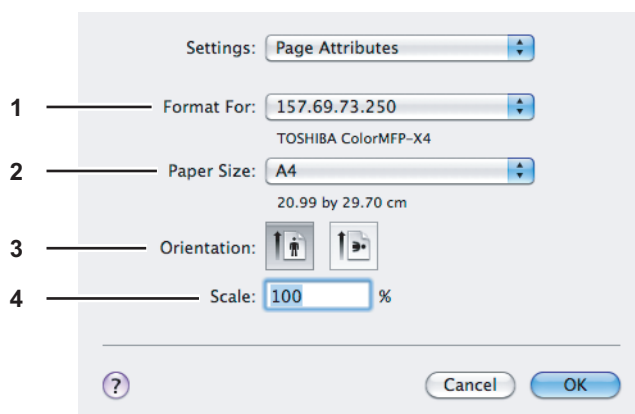 Settings: Page Attributes
1 Format For: 157.69.73.250
TOSHIBA ColorMFP-X4
2 Paper Size: A4
20.99 by 29.70 cm
3 Orientation:
4 Scale: 100 %
? Cancel OK